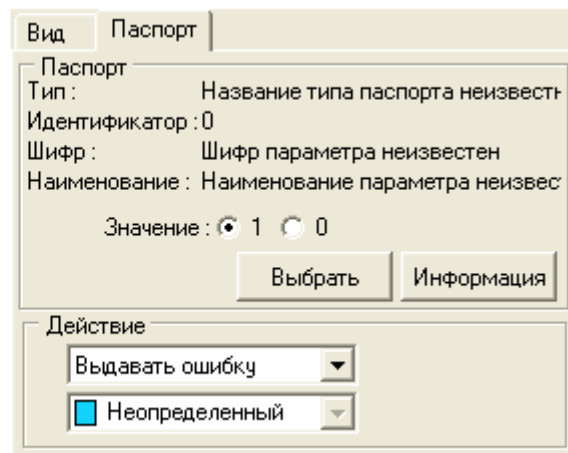 Вид Паспорт
Паспорт
Тип : Название типа паспорта неизвестн
Идентификатор : 0
Шифр : Шифр параметра неизвестен
Наименование : Наименование параметра неизвес
Значение : 1 0
Выбрать Информация
Действие
Выдавать ошибку
Неопределенный